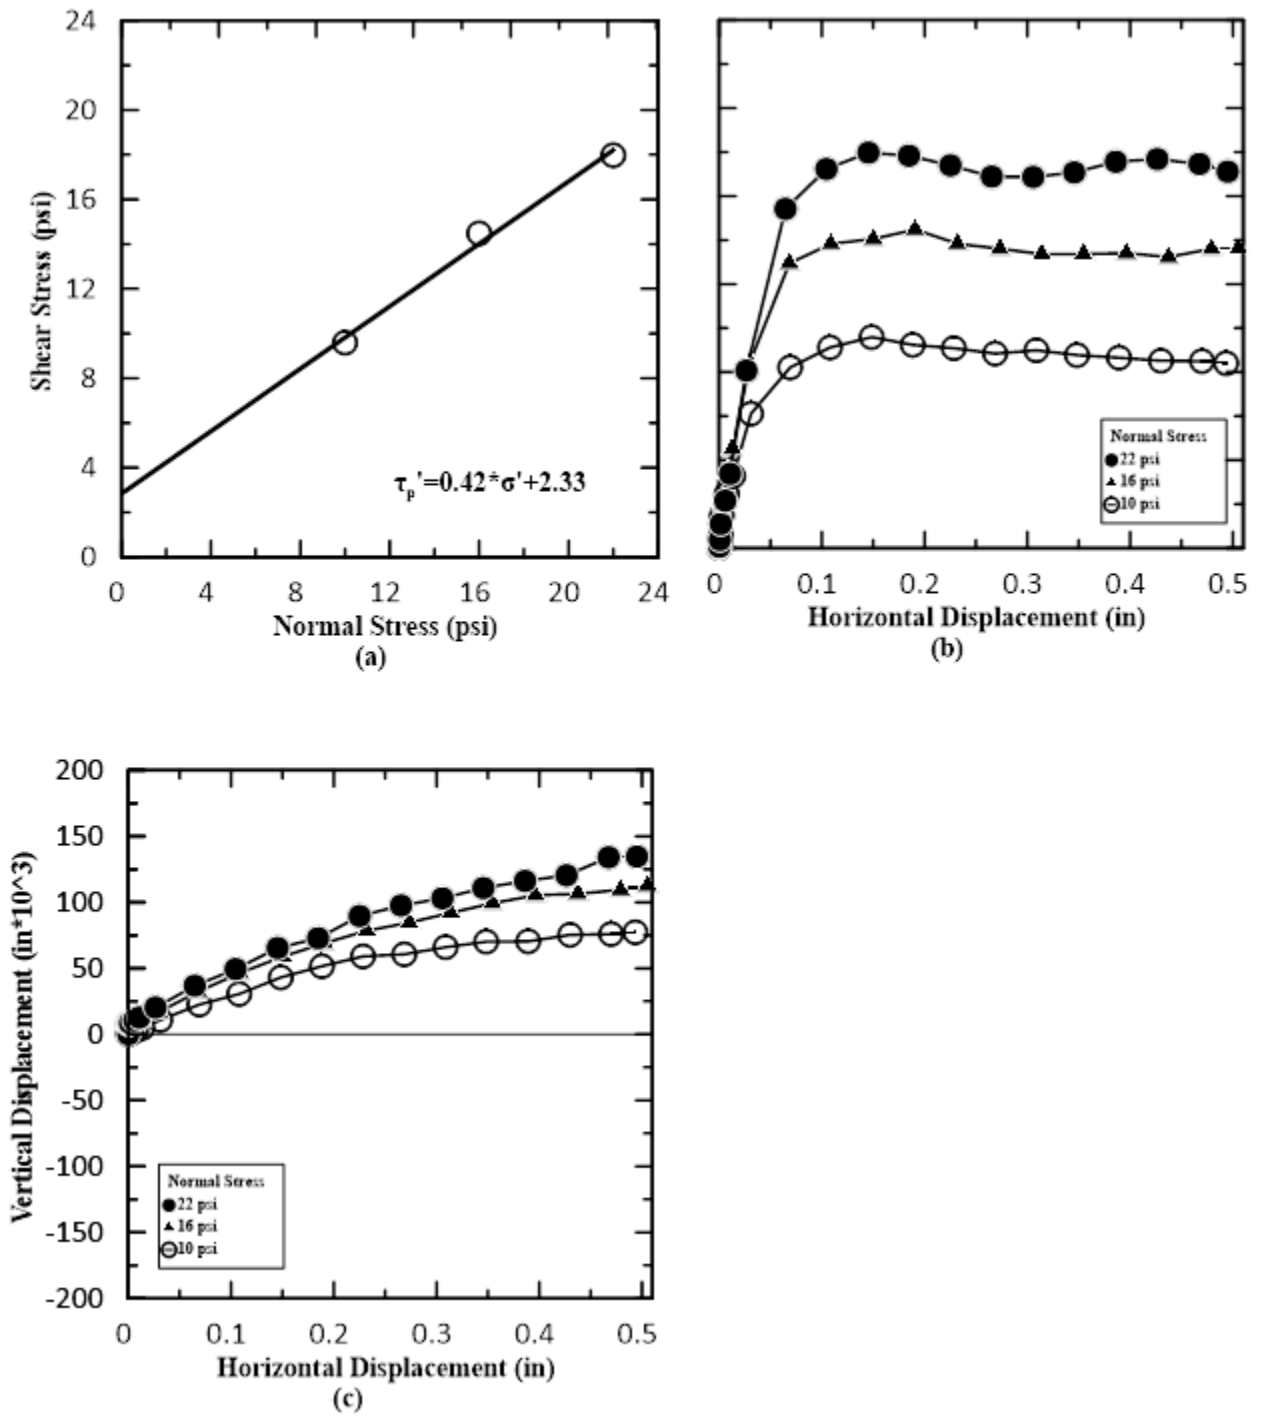 24
20
16
12
8
4
0
Shear Stress (psi)
τp'=0.42*σ'+2.33
0 4 8 12 16 20 24
Normal Stress (psi)
(a)
Normal Stress
22 psi
16 psi
10 psi
0 0.1 0.2 0.3 0.4 0.5
Horizontal Displacement (in)
(b)
200
150
100
50
0
-50
-100
-150
-200
Vertical Displacement (in*10^3)
Normal Stress
22 psi
16 psi
10 psi
0 0.1 0.2 0.3 0.4 0.5
Horizontal Displacement (in)
(c)